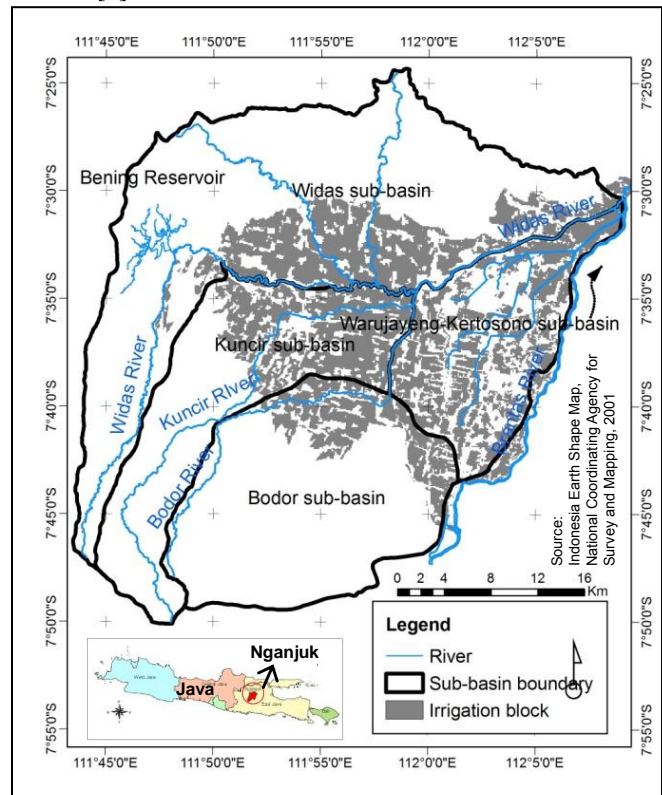 111°45'0"E 111°50'0"E 111°55'0"E 112°0'0"E 112°5'0"E
7°25'0"S 7°25'0"S
Bening Reservoir
7°30'0"S 7°30'0"S
Widas sub-basin
Widas River
7°35'0"S 7°35'0"S
Warujayeng-Kertosono sub-basin
Kuncir sub-basin
Widas River
Kuncir River
7°40'0"S 7°40'0"S
Brantas River
Bodor River
Bodor sub-basin
7°45'0"S 7°45'0"S
Source:
Indonesia Earth Shape Map,
National Coordinating Agency for
Survey and Mapping, 2001
0 2 4 8 12 16
Km
7°50'0"S 7°50'0"S
Legend
River
Sub-basin boundary
Irrigation block
Nganjuk
West Java
Java
East Java
7°55'0"S 7°55'0"S
111°45'0"E 111°50'0"E 111°55'0"E 112°0'0"E 112°5'0"E